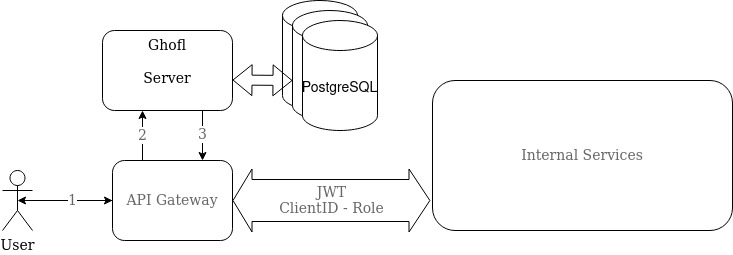 Ghofl
Server
PostgreSQL
2
3
Internal Services
1
API Gateway
JWT
ClientID - Role
User